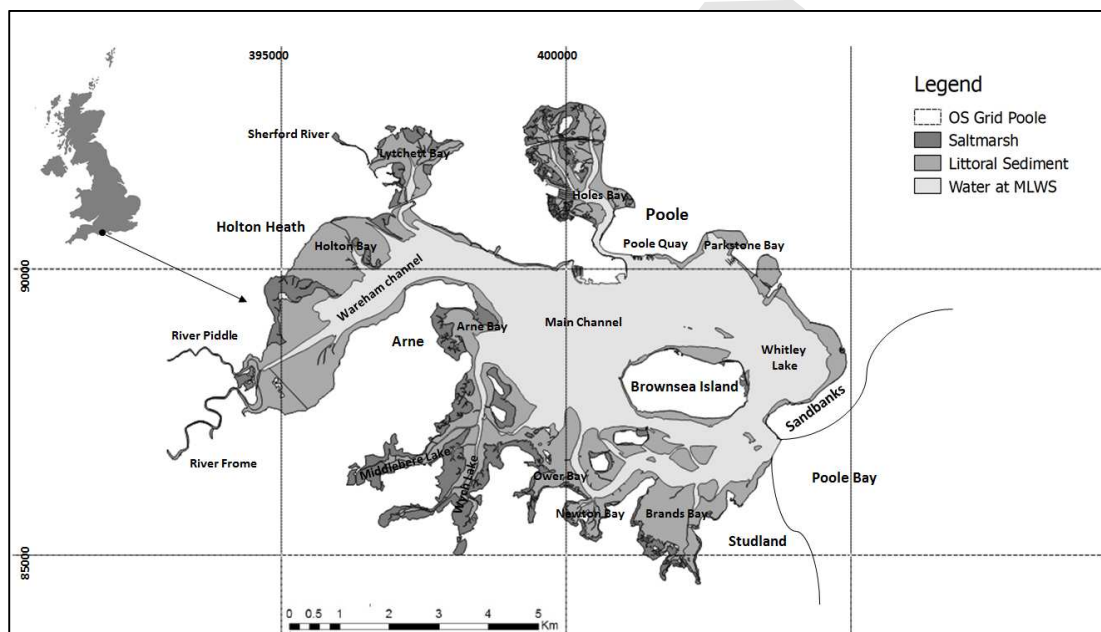 395000
400000
Legend
OS Grid Poole
Saltmarsh
Littoral Sediment
Water at MLWS
Sherford River
Lytchett Bay
Holes Bay
Poole
Holton Heath
Holton Bay
Poole Quay
Parkstone Bay
90000
Wareham channel
River Piddle
Arne
Arne Bay
Main Channel
Whitley
Lake
Brownsea Island
Sandbanks
River Frome
Middlebere Lake
Wych Lake
Ower Bay
Poole Bay
Newton Bay
Brands Bay
Studland
85000
0 0.5 1 2 3 4 5
Km